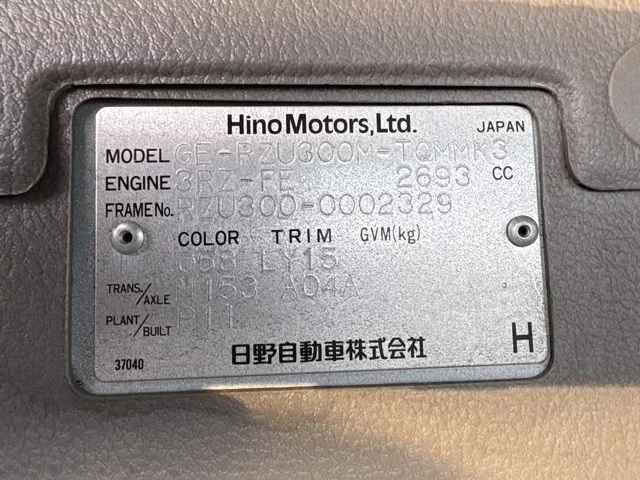 Hino Motors, Ltd. JAPAN
MODEL GE-RZU300M-TQMMK3
ENGINE 3RZ-FE 2693 CC
FRAME No. RZU300-0002329
COLOR TRIM GVM(kg)
058 LY15
TRANS./AXLE M153 A04A
PLANT/BUILT P11
37040 日野自動車株式会社 H